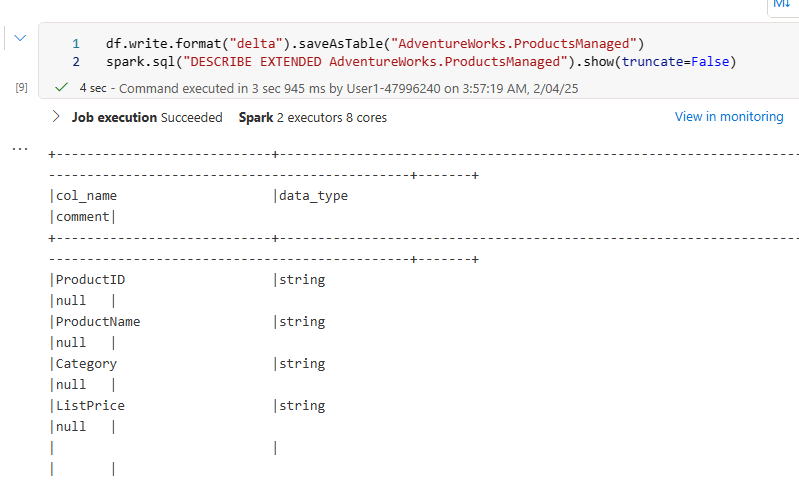 M↓
1 df.write.format("delta").saveAsTable("AdventureWorks.ProductsManaged")
2 spark.sql("DESCRIBE EXTENDED AdventureWorks.ProductsManaged").show(truncate=False)
[9] 4 sec - Command executed in 3 sec 945 ms by User1-47996240 on 3:57:19 AM, 2/04/25
Job execution Succeeded Spark 2 executors 8 cores View in monitoring
...
+----------------------------+-------------------------------------------------------------------
-----------------------------------------------+-------+
|col_name |data_type
|comment|
+----------------------------+-------------------------------------------------------------------
-----------------------------------------------+-------+
|ProductID |string
|null |
|ProductName |string
|null |
|Category |string
|null |
|ListPrice |string
|null |
| |
| |